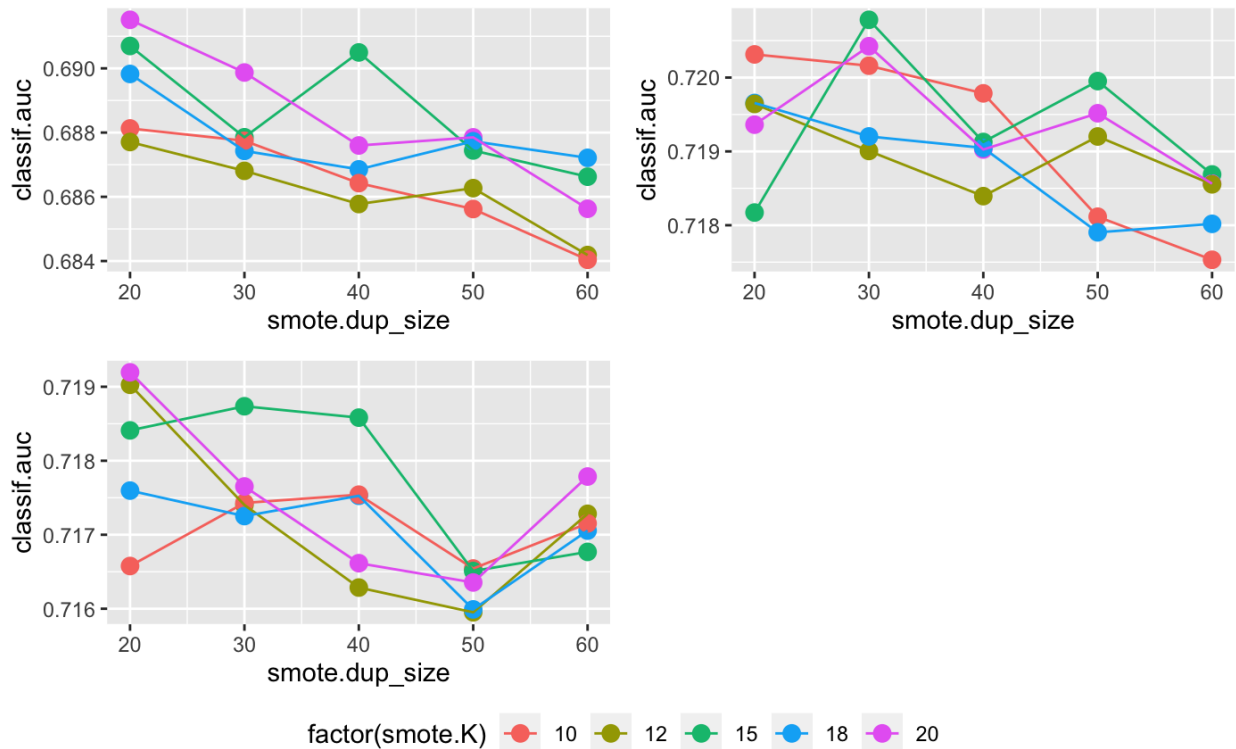 classif.auc
0.690
0.688
0.686
0.684
20 30 40 50 60
smote.dup_size
classif.auc
0.720
0.719
0.718
20 30 40 50 60
smote.dup_size
classif.auc
0.719
0.718
0.717
0.716
20 30 40 50 60
smote.dup_size
factor(smote.K) 10 12 15 18 20